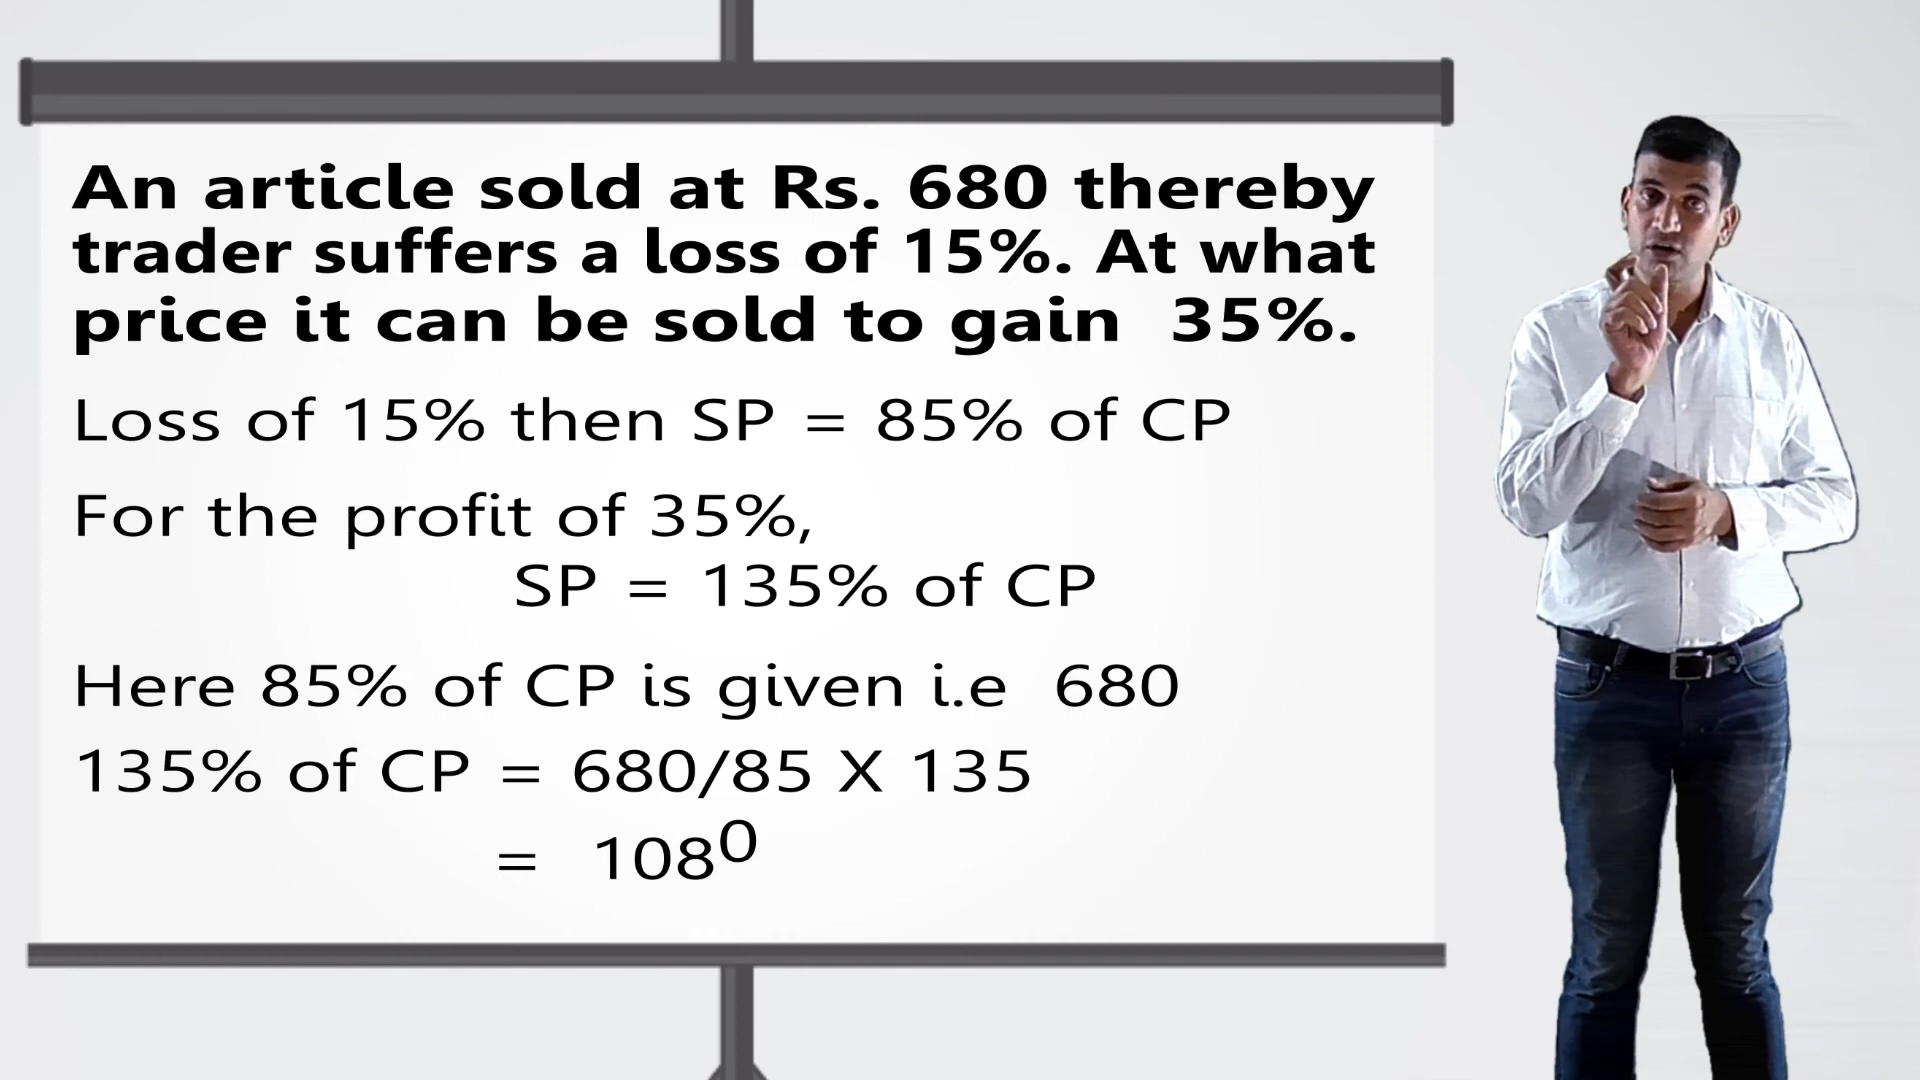 An article sold at Rs. 680 thereby
trader suffers a loss of 15%. At what
price it can be sold to gain 35%.
Loss of 15% then SP = 85% of CP
For the profit of 35%,
SP = 135% of CP
Here 85% of CP is given i.e 680
135% of CP = 680/85 X 135
= 1080